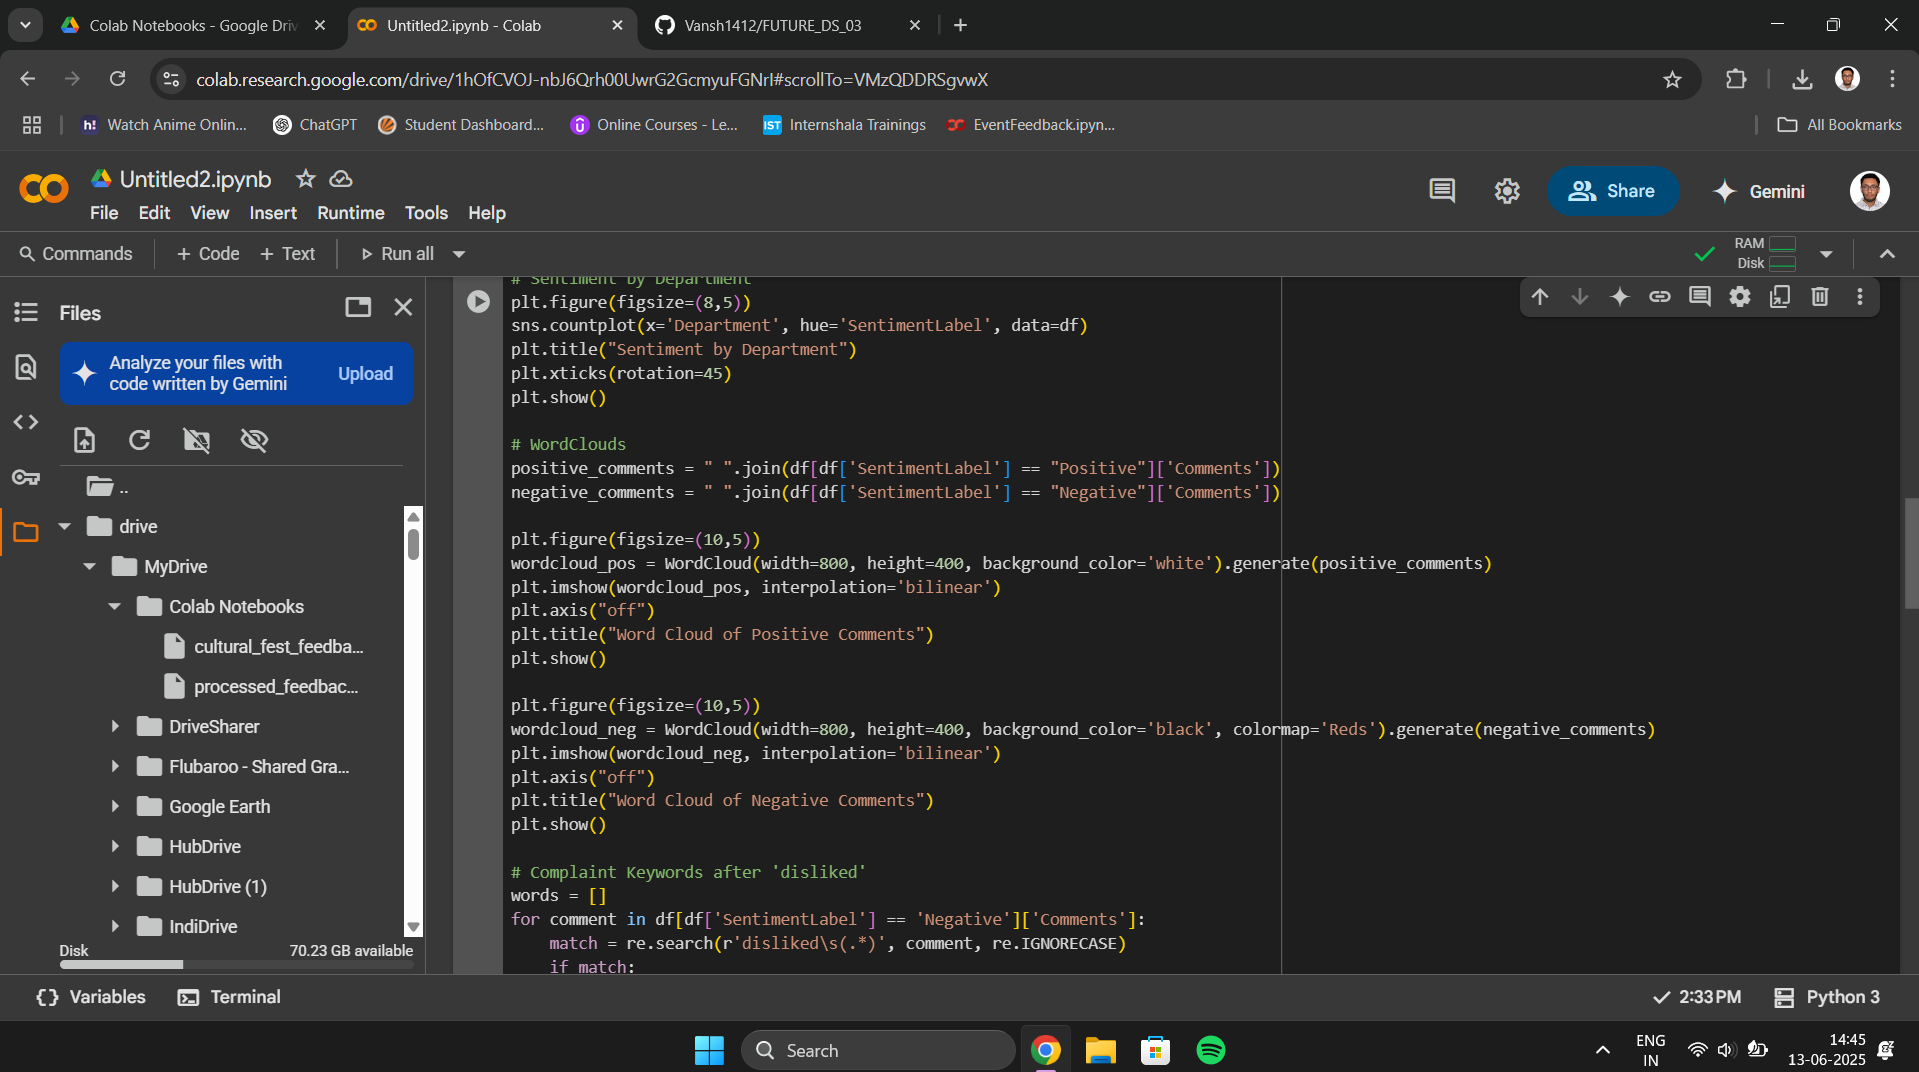 Colab Notebooks - Google Driv
Untitled2.ipynb - Colab
Vansh1412/FUTURE_DS_03
colab.research.google.com/drive/1hOfCVOJ-nbJ6Qrh00UwrG2GcmyuFGNrI#scrollTo=VMzQDDRSgvwX
Watch Anime Onlin...
ChatGPT
Student Dashboard...
Online Courses - Le...
IST
Internshala Trainings
EventFeedback.ipyn...
All Bookmarks
Untitled2.ipynb
File Edit View Insert Runtime Tools Help
Share
Gemini
Commands
+ Code + Text
Run all
RAM
Disk
Files
Analyze your files with
code written by Gemini
Upload
..
drive
MyDrive
Colab Notebooks
cultural_fest_feedba...
processed_feedbac...
DriveSharer
Flubaroo - Shared Gra...
Google Earth
HubDrive
HubDrive (1)
IndiDrive
Disk
70.23 GB available
# Sentiment by Department
plt.figure(figsize=(8,5))
sns.countplot(x='Department', hue='SentimentLabel', data=df)
plt.title("Sentiment by Department")
plt.xticks(rotation=45)
plt.show()
# WordClouds
positive_comments = " ".join(df[df['SentimentLabel'] == "Positive"]['Comments'])
negative_comments = " ".join(df[df['SentimentLabel'] == "Negative"]['Comments'])
plt.figure(figsize=(10,5))
wordcloud_pos = WordCloud(width=800, height=400, background_color='white').generate(positive_comments)
plt.imshow(wordcloud_pos, interpolation='bilinear')
plt.axis("off")
plt.title("Word Cloud of Positive Comments")
plt.show()
plt.figure(figsize=(10,5))
wordcloud_neg = WordCloud(width=800, height=400, background_color='black', colormap='Reds').generate(negative_comments)
plt.imshow(wordcloud_neg, interpolation='bilinear')
plt.axis("off")
plt.title("Word Cloud of Negative Comments")
plt.show()
# Complaint Keywords after 'disliked'
words = []
for comment in df[df['SentimentLabel'] == 'Negative']['Comments']:
match = re.search(r'disliked\s(.*)', comment, re.IGNORECASE)
if match:
Variables
Terminal
2:33 PM
Python 3
Search
ENG
IN
14:45
13-06-2025